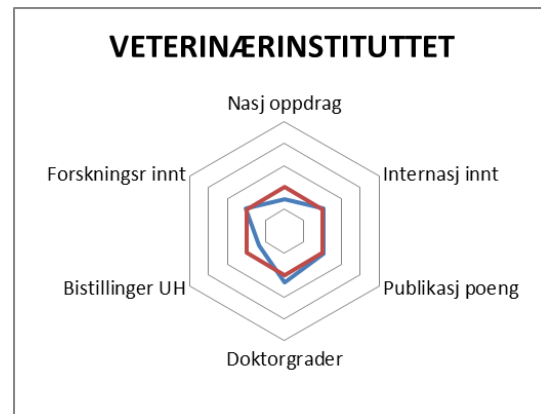 VETERINÆRINSTITUTTET
Nasj oppdrag
Forskningsr innt
Internasj innt
Bistillinger UH
Publikasj poeng
Doktorgrader